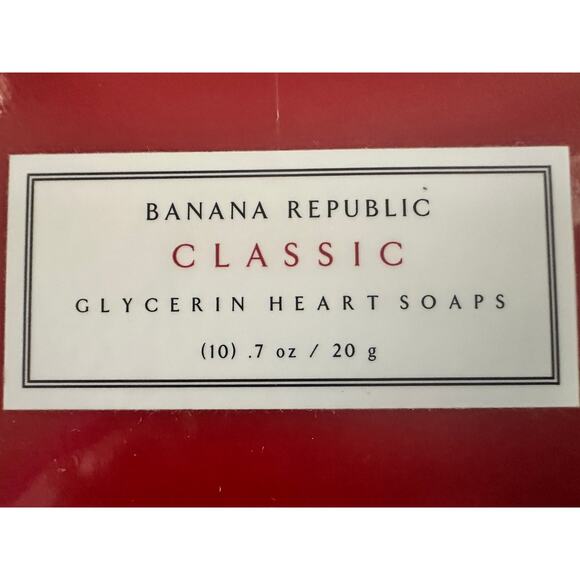 BANANA REPUBLIC
CLASSIC
GLYCERIN HEART SOAPS
(10) .7 oz / 20 g